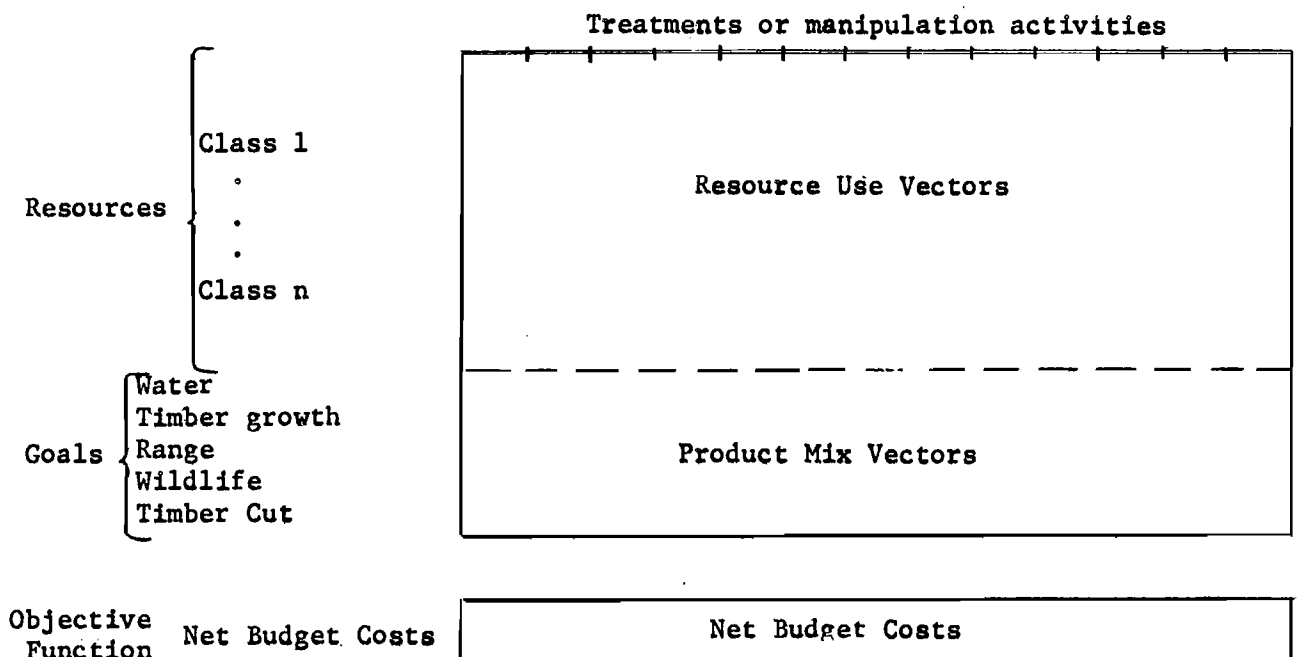 Treatments or manipulation activities
Resources
Class 1
Class n
Resource Use Vectors
Goals
Water
Timber growth
Range
Wildlife
Timber Cut
Product Mix Vectors
Objective
Function
Net Budget Costs
Net Budget Costs